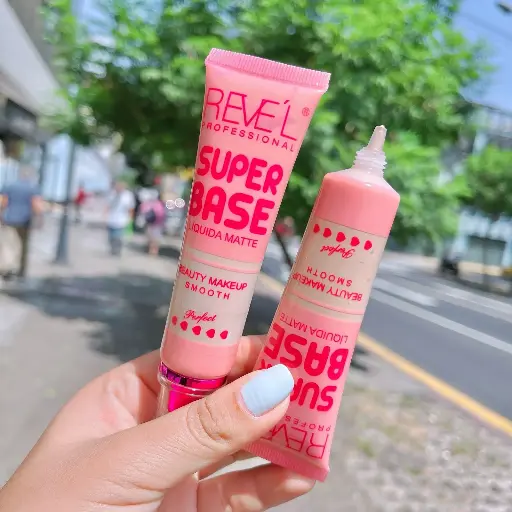 REVE´L®
PROFESSIONAL
SUPER
BASE
LIQUIDA MATTE
BEAUTY MAKEUP
SMOOTH
Perfect
Perfect
SMOOTH
BEAUTY MAKEUP
LIQUIDA MATTE
BASE
SUP
PROFES
REVE